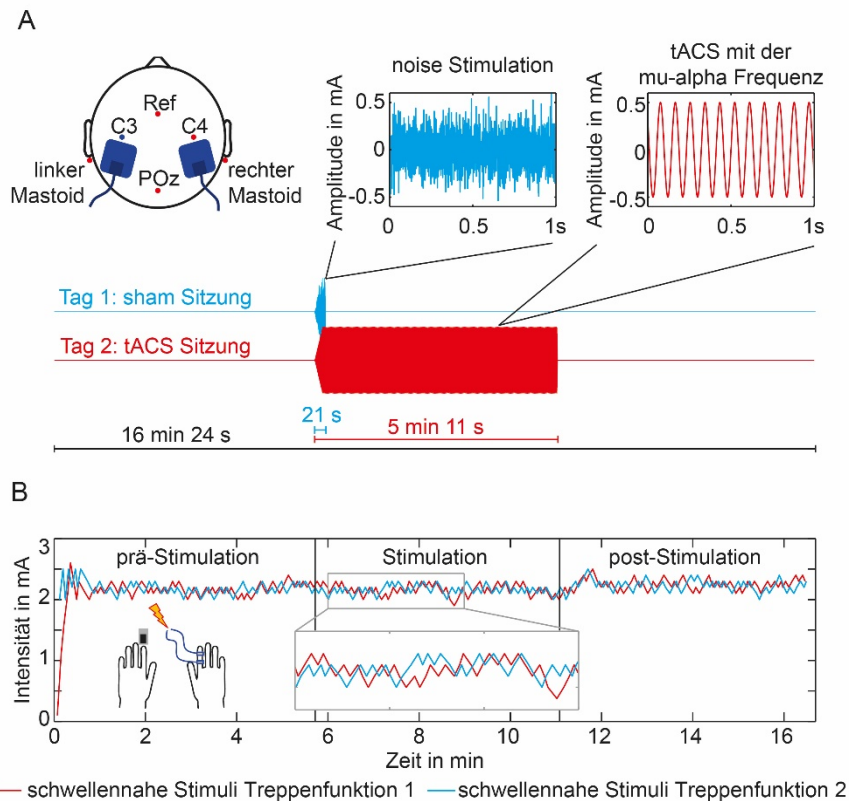 A
Ref
C3
C4
linker
Mastoid
POz
rechter
Mastoid
noise Stimulation
Amplitude in mA
0.5
0
-0.5
0
0.5
1s
tACS mit der
mu-alpha Frequenz
Amplitude in mA
0.5
0
-0.5
0
0.5
1s
Tag 1: sham Sitzung
Tag 2: tACS Sitzung
21 s
5 min 11 s
16 min 24 s
B
Intensität in mA
3
2
1
0
prä-Stimulation
Stimulation
post-Stimulation
2
4
6
8
10
12
14
16
Zeit in min
schwellennahe Stimuli Treppenfunktion 1
schwellennahe Stimuli Treppenfunktion 2